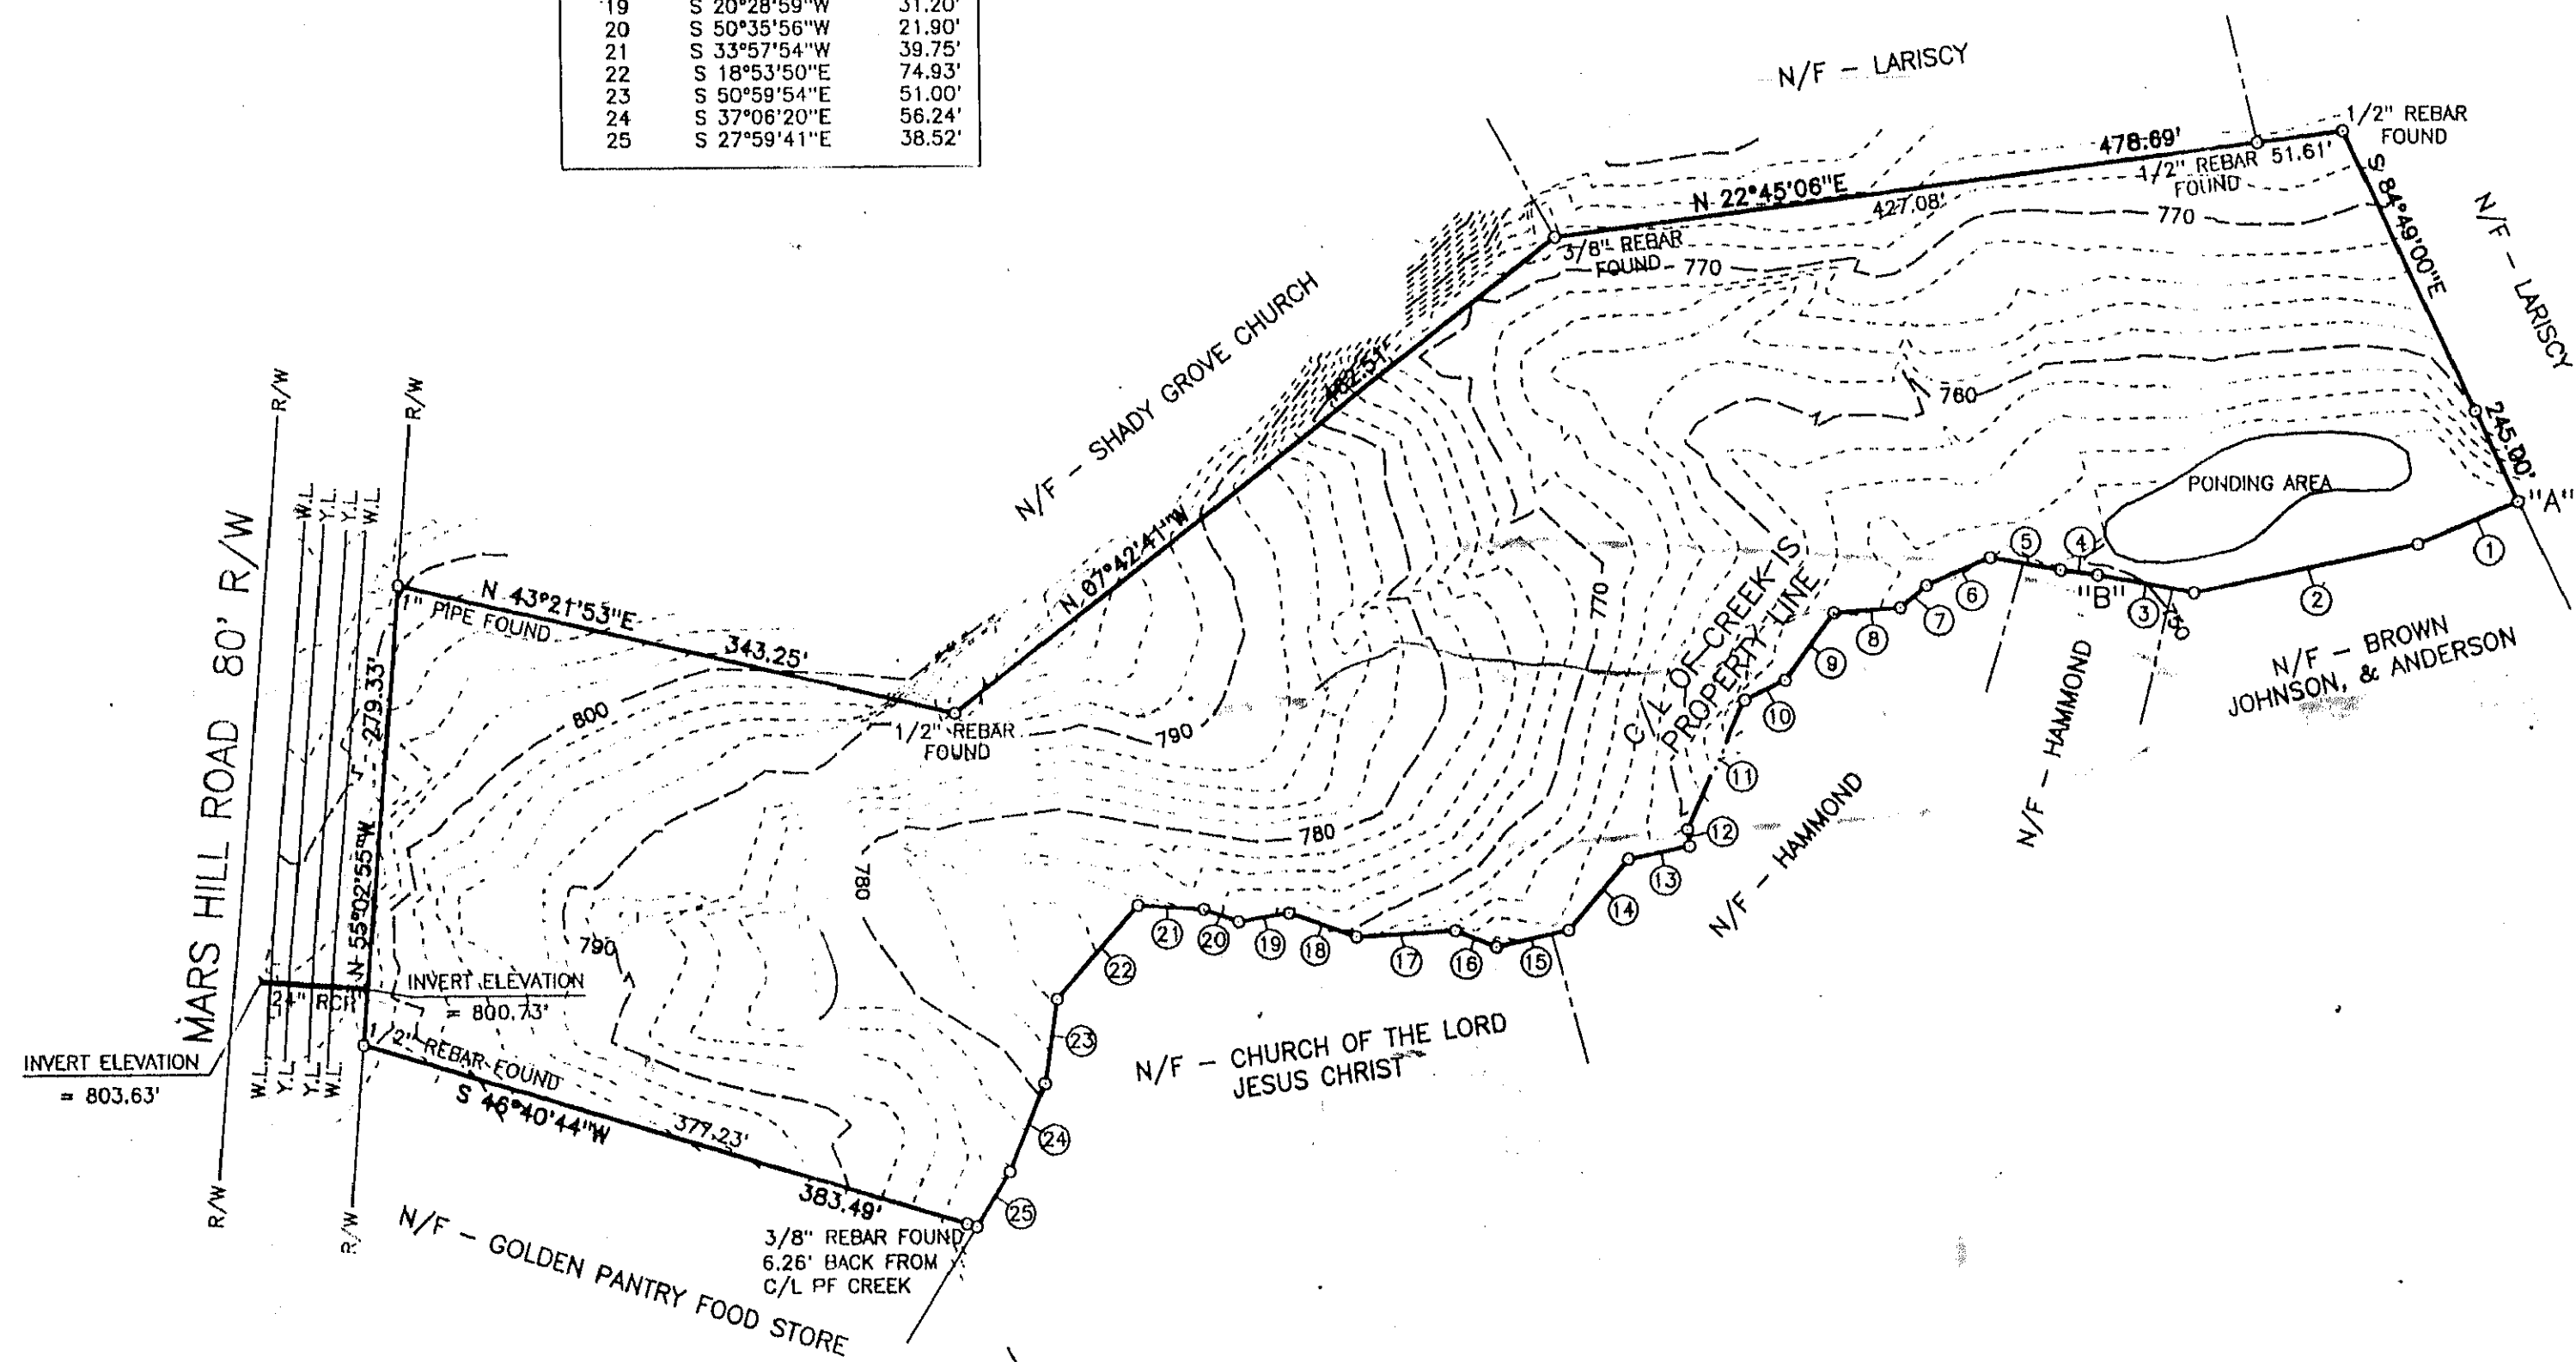 19 S 20°28'59"W 31.20'
20 S 50°35'56"W 21.90'
21 S 33°57'54"W 39.75'
22 S 18°53'50"E 74.93'
23 S 50°59'54"E 51.00'
24 S 37°06'20"E 56.24'
25 S 27°59'41"E 38.52'
N/F - LARISCY
1/2" REBAR
FOUND
478.69'
1/2" REBAR
FOUND
51.61'
N 22°45'06"E
427.08'
S 84°49'00"E
245.00'
N/F - LARISCY
770
3/8" REBAR
FOUND
770
N/F - SHADY GROVE CHURCH
N 07°42'41"W
760
PONDING AREA
"A"
1
2
3
4
5
6
7
8
9
10
11
12
13
14
15
16
17
18
19
20
21
22
23
24
25
"B"
750
N/F - BROWN
JOHNSON, & ANDERSON
N/F - HAMMOND
N/F - HAMMOND
C/L OF CREEK IS
PROPERTY LINE
770
R/W
R/W
W.L.
Y.L.
Y.L.
W.L.
MARS HILL ROAD 80' R/W
N 43°21'53"E
343.25'
1" PIPE FOUND
279.33'
N 55°02'55"W
800
1/2" REBAR
FOUND
790
780
780
790
24" RCP
INVERT ELEVATION
= 800.73'
INVERT ELEVATION
= 803.63'
1/2" REBAR FOUND
S 46°40'44"W
377.23'
383.49'
W.L.
Y.L.
Y.L.
W.L.
R/W
R/W
3/8" REBAR FOUND
6.26' BACK FROM
C/L PF CREEK
N/F - GOLDEN PANTRY FOOD STORE
N/F - CHURCH OF THE LORD
JESUS CHRIST